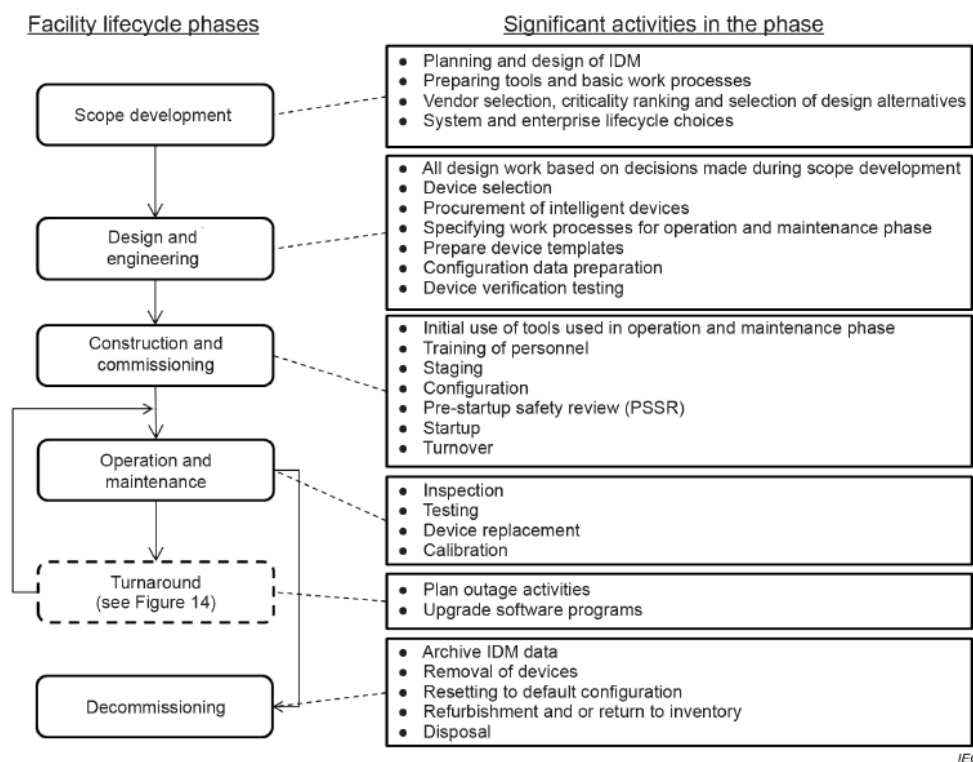 Facility lifecycle phases
Significant activities in the phase
Scope development
● Planning and design of IDM
● Preparing tools and basic work processes
● Vendor selection, criticality ranking and selection of design alternatives
● System and enterprise lifecycle choices
Design and
engineering
● All design work based on decisions made during scope development
● Device selection
● Procurement of intelligent devices
● Specifying work processes for operation and maintenance phase
● Prepare device templates
● Configuration data preparation
● Device verification testing
Construction and
commissioning
● Initial use of tools used in operation and maintenance phase
● Training of personnel
● Staging
● Configuration
● Pre-startup safety review (PSSR)
● Startup
● Turnover
Operation and
maintenance
● Inspection
● Testing
● Device replacement
● Calibration
Turnaround
(see Figure 14)
● Plan outage activities
● Upgrade software programs
Decommissioning
● Archive IDM data
● Removal of devices
● Resetting to default configuration
● Refurbishment and or return to inventory
● Disposal